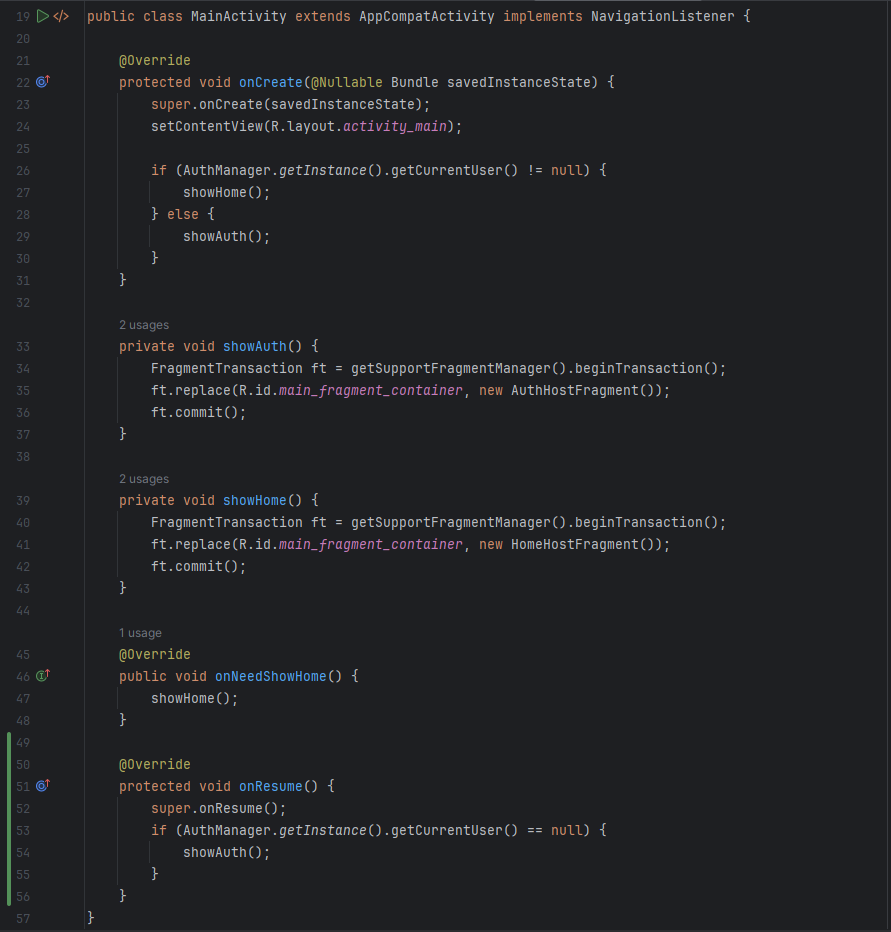 19 </> public class MainActivity extends AppCompatActivity implements NavigationListener {
20
21     @Override
22     protected void onCreate(@Nullable Bundle savedInstanceState) {
23         super.onCreate(savedInstanceState);
24         setContentView(R.layout.activity_main);
25
26         if (AuthManager.getInstance().getCurrentUser() != null) {
27             showHome();
28         } else {
29             showAuth();
30         }
31     }
32
    2 usages
33     private void showAuth() {
34         FragmentTransaction ft = getSupportFragmentManager().beginTransaction();
35         ft.replace(R.id.main_fragment_container, new AuthHostFragment());
36         ft.commit();
37     }
38
    2 usages
39     private void showHome() {
40         FragmentTransaction ft = getSupportFragmentManager().beginTransaction();
41         ft.replace(R.id.main_fragment_container, new HomeHostFragment());
42         ft.commit();
43     }
44
    1 usage
45     @Override
46     public void onNeedShowHome() {
47         showHome();
48     }
49
50     @Override
51     protected void onResume() {
52         super.onResume();
53         if (AuthManager.getInstance().getCurrentUser() == null) {
54             showAuth();
55         }
56     }
57 }